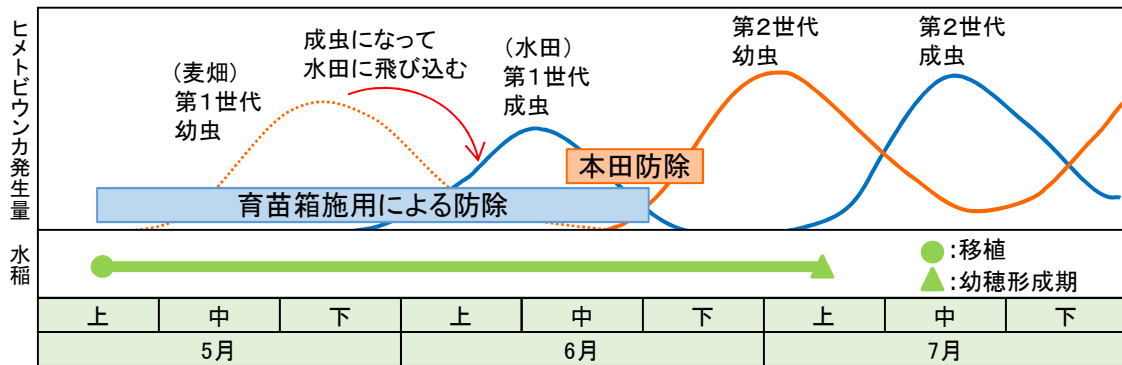 ヒメトビウンカ発生量
(麦畑)
第1世代
幼虫
成虫になって
水田に飛び込む
(水田)
第1世代
成虫
第2世代
幼虫
第2世代
成虫
本田防除
育苗箱施用による防除
水稲
●:移植
▲:幼穂形成期
上 中 下 上 中 下 上 中 下
5月 6月 7月